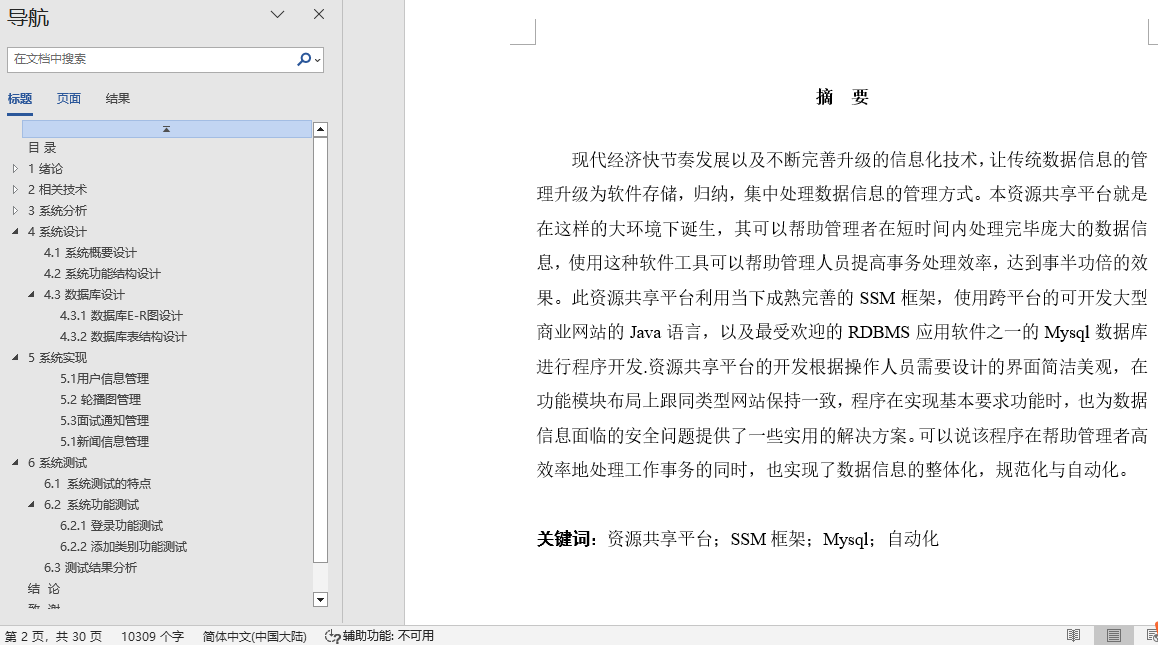 导航
在文档中搜索
标题 页面 结果
目 录
1 绪论
2 相关技术
3 系统分析
4 系统设计
4.1 系统概要设计
4.2 系统功能结构设计
4.3 数据库设计
4.3.1 数据库E-R图设计
4.3.2 数据库表结构设计
5 系统实现
5.1用户信息管理
5.2 轮播图管理
5.3面试通知管理
5.1新闻信息管理
6 系统测试
6.1 系统测试的特点
6.2 系统功能测试
6.2.1 登录功能测试
6.2.2 添加类别功能测试
6.3 测试结果分析
结 论
致 谢
摘 要
现代经济快节奏发展以及不断完善升级的信息化技术，让传统数据信息的管
理升级为软件存储，归纳，集中处理数据信息的管理方式。本资源共享平台就是
在这样的大环境下诞生，其可以帮助管理者在短时间内处理完毕庞大的数据信
息，使用这种软件工具可以帮助管理人员提高事务处理效率，达到事半功倍的效
果。此资源共享平台利用当下成熟完善的 SSM 框架，使用跨平台的可开发大型
商业网站的 Java 语言，以及最受欢迎的 RDBMS 应用软件之一的 Mysql 数据库
进行程序开发.资源共享平台的开发根据操作人员需要设计的界面简洁美观，在
功能模块布局上跟同类型网站保持一致，程序在实现基本要求功能时，也为数据
信息面临的安全问题提供了一些实用的解决方案。可以说该程序在帮助管理者高
效率地处理工作事务的同时，也实现了数据信息的整体化，规范化与自动化。
关键词：资源共享平台；SSM 框架；Mysql；自动化
第 2 页，共 30 页 10309 个字 简体中文(中国大陆) 辅助功能: 不可用